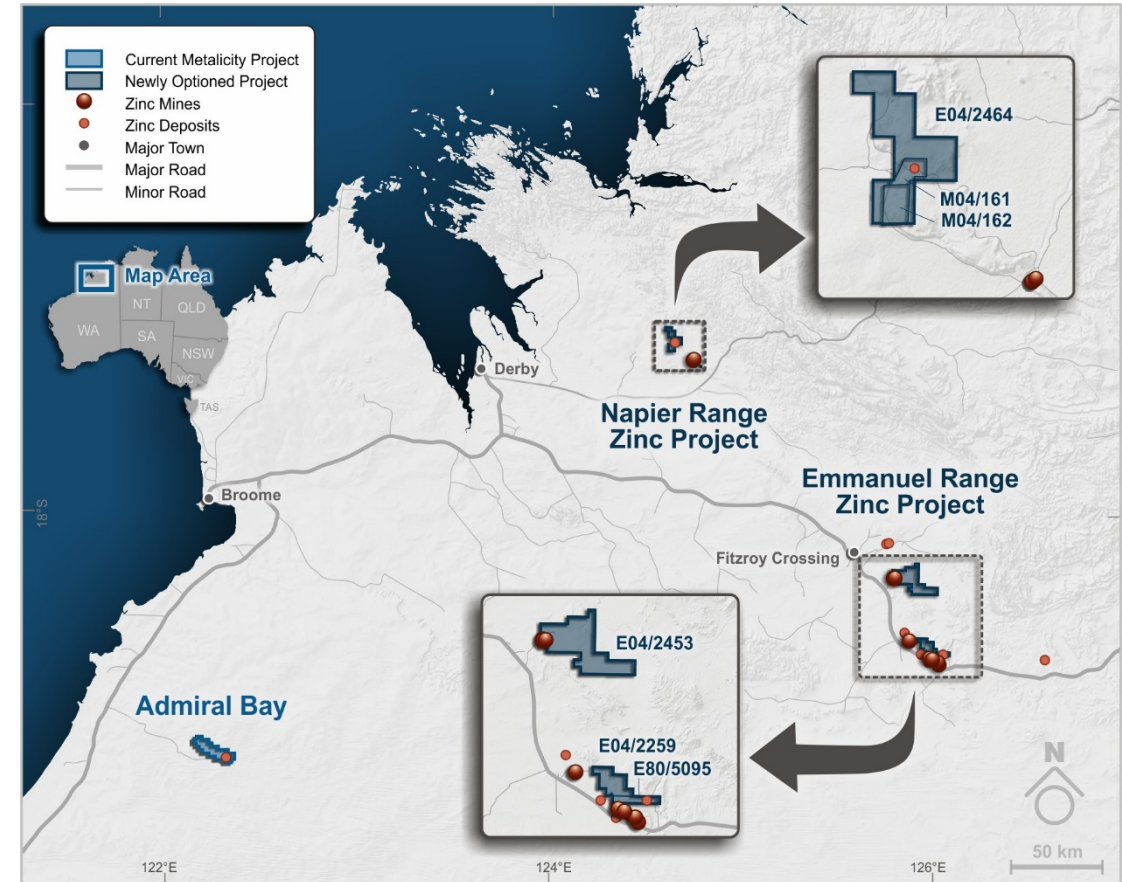 Current Metalicity Project
Newly Optioned Project
Zinc Mines
Zinc Deposits
Major Town
Major Road
Minor Road
E04/2464
M04/161
M04/162
Map Area
WA
NT
QLD
SA
NSW
VIC
TAS
Derby
Napier Range
Zinc Project
Broome
Emmanuel Range
Zinc Project
18°S
Fitzroy Crossing
E04/2453
Admiral Bay
E04/2259
E80/5095
N
50 km
122°E
124°E
126°E